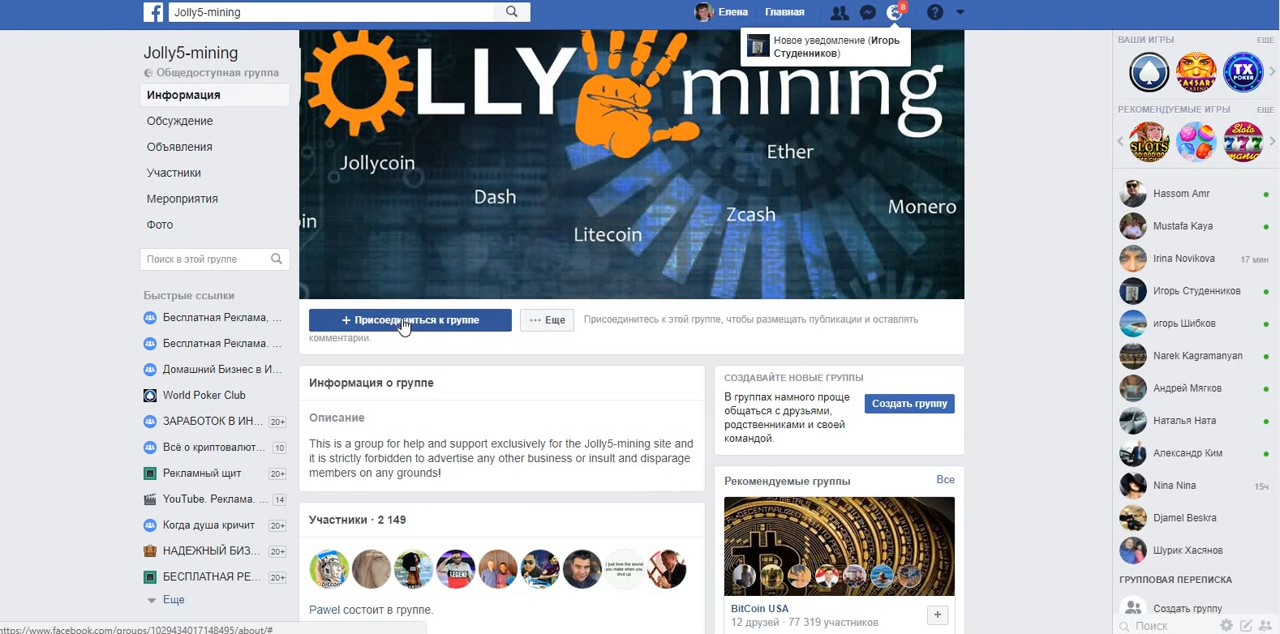 Jolly5-mining
Елена
Главная
8
Новое уведомление (Игорь
Студенников)
Jolly5-mining
Общедоступная группа
Информация
Обсуждение
Объявления
Участники
Мероприятия
Фото
Поиск в этой группе
Быстрые ссылки
Бесплатная Реклама, ...
Бесплатная Реклама. ...
Домашний Бизнес в И...
World Poker Club
ЗАРАБОТОК В ИН... 20+
Всё о криптовалют... 10
Рекламный щит 20+
YouTube. Реклама. ... 14
Когда душа кричит 20+
НАДЕЖНЫЙ БИЗ... 20+
БЕСПЛАТНАЯ РЕ... 20+
Еще
OLLY mining
Jollycoin
Ether
Dash
Zcash
Monero
in
Litecoin
+ Присоединиться к группе
··· Еще
Присоединитесь к этой группе, чтобы размещать публикации и оставлять
комментарии.
Информация о группе
Описание
This is a group for help and support exclusively for the Jolly5-mining site and
it is strictly forbidden to advertise any other business or insult and disparage
members on any grounds!
Участники · 2 149
LEGEND
Pawel состоит в группе.
СОЗДАВАЙТЕ НОВЫЕ ГРУППЫ
В группах намного проще
общаться с друзьями,
родственниками и своей
командой.
Создать группу
Рекомендуемые группы
Все
BitCoin USA
12 друзей · 77 319 участников
ВАШИ ИГРЫ
ЕЩЕ
CAESARS
TX
POKER
РЕКОМЕНДУЕМЫЕ ИГРЫ
ЕЩЕ
SLOTS
Sloto
777
Hassom Amr
Mustafa Kaya
Irina Novikova 17 мин
Игорь Студенников
игорь Шибков
Narek Kagramanyan
Андрей Мягков
Наталья Ната
Александр Ким
Nina Nina 15ч
Djamel Beskra
Шурик Хасянов
ГРУППОВАЯ ПЕРЕПИСКА
Создать группу
Поиск
https://www.facebook.com/groups/1029434017148495/about/#